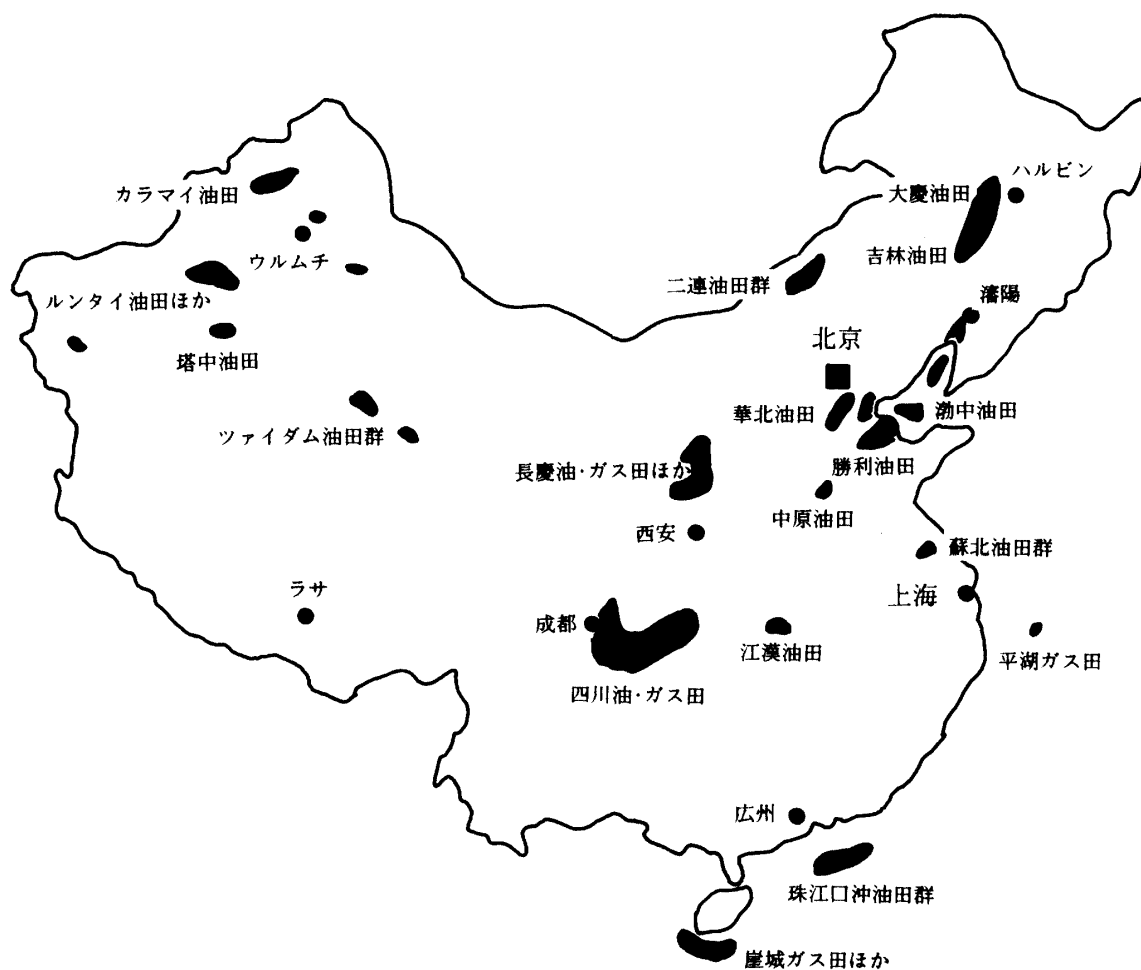 ハルビン
カラマイ油田
大慶油田
吉林油田
ウルムチ
二連油田群
ルンタイ油田ほか
瀋陽
北京
塔中油田
華北油田
渤中油田
ツァイダム油田群
勝利油田
長慶油・ガス田ほか
中原油田
西安
蘇北油田群
ラサ
上海
成都
江漢油田
平湖ガス田
四川油・ガス田
広州
珠江口沖油田群
崖城ガス田ほか